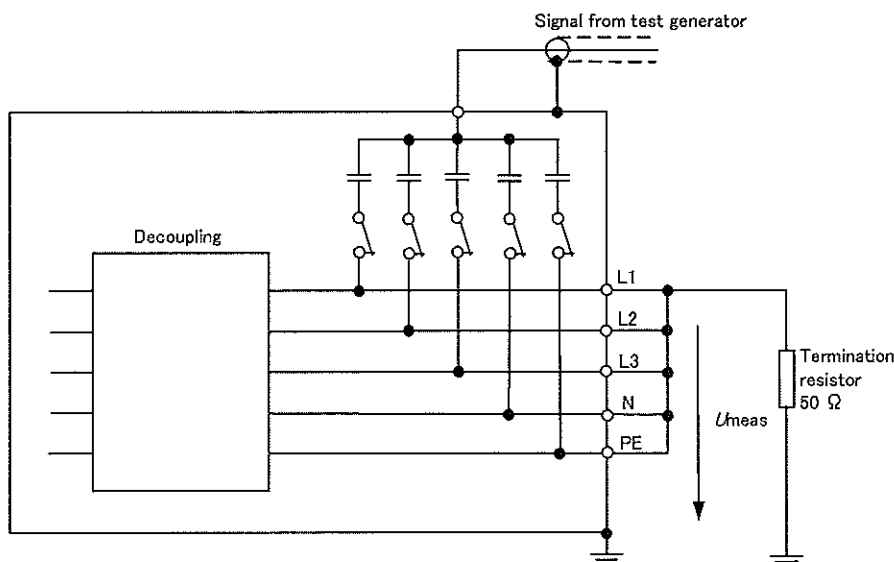 Signal from test generator
Decoupling
L1
L2
L3
N
PE
Umeas
Termination
resistor
50 Ω